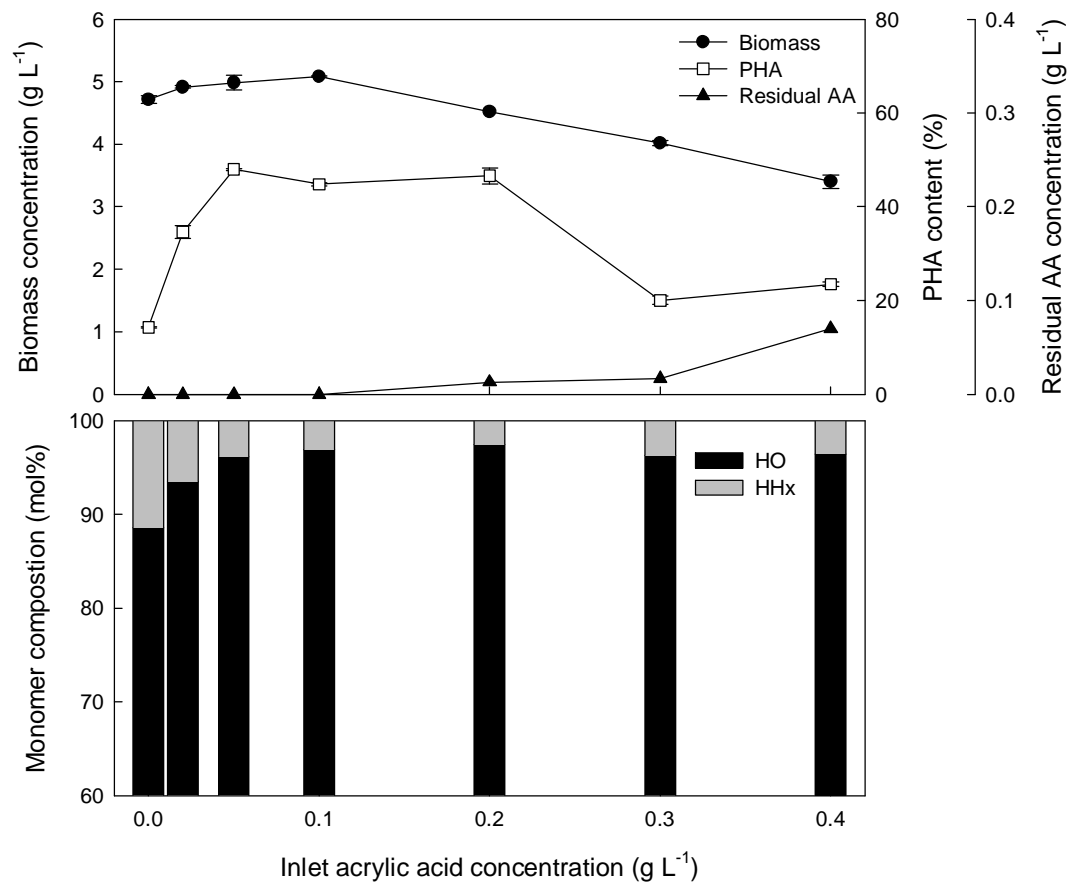 Biomass concentration (g L-1)
6
5
4
3
2
1
0
Biomass
PHA
Residual AA
80
60
40
20
0
PHA content (%)
0.4
0.3
0.2
0.1
0.0
Residual AA concentration (g L-1)
Monomer compostion (mol%)
100
90
80
70
60
HO
HHx
0.0 0.1 0.2 0.3 0.4
Inlet acrylic acid concentration (g L-1)